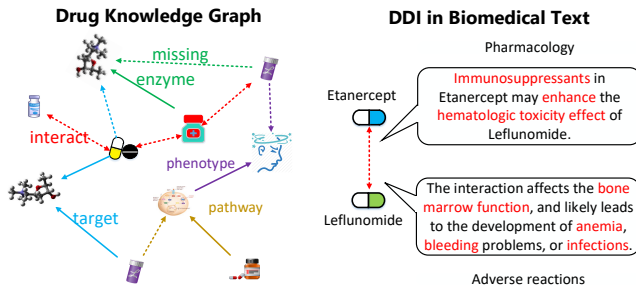 Drug Knowledge Graph
missing
enzyme
interact
phenotype
target
pathway
DDI in Biomedical Text
Pharmacology
Etanercept
Immunosuppressants in
Etanercept may enhance the
hematologic toxicity effect of
Leflunomide.
Leflunomide
The interaction affects the bone
marrow function, and likely leads
to the development of anemia,
bleeding problems, or infections.
Adverse reactions